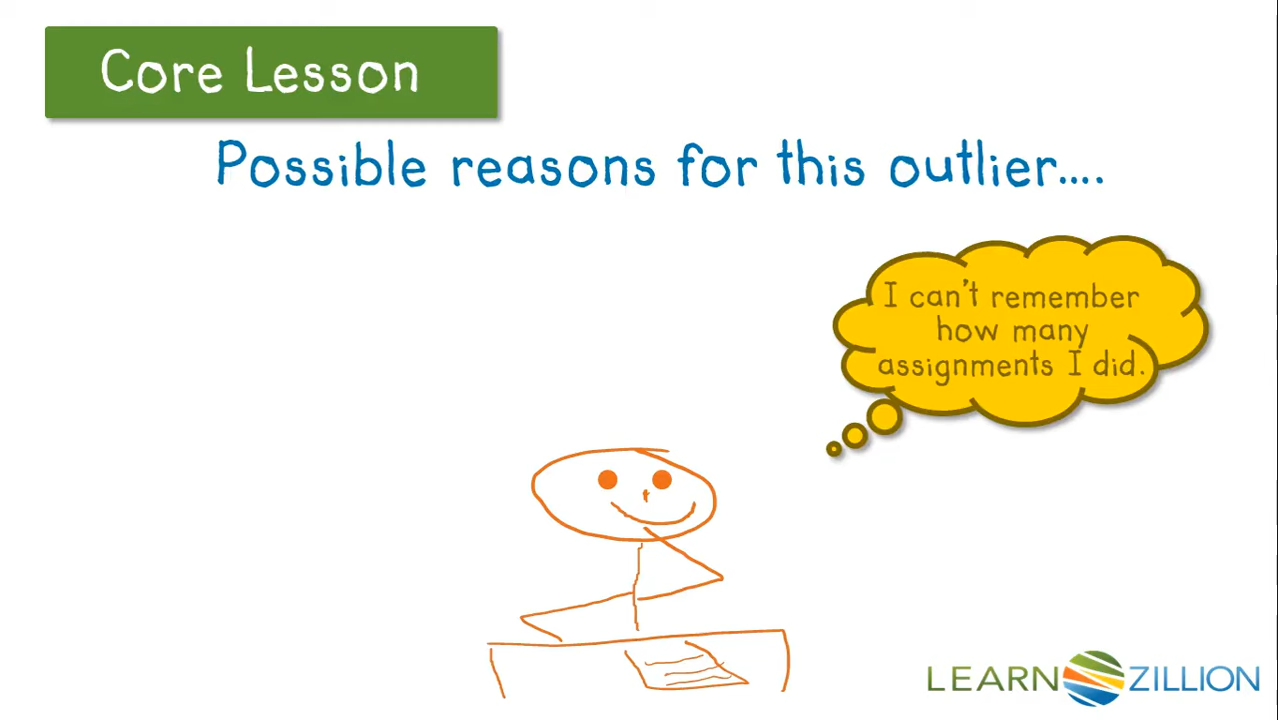 Core Lesson
Possible reasons for this outlier....
I can't remember
how many
assignments I did.
LEARNZILLION